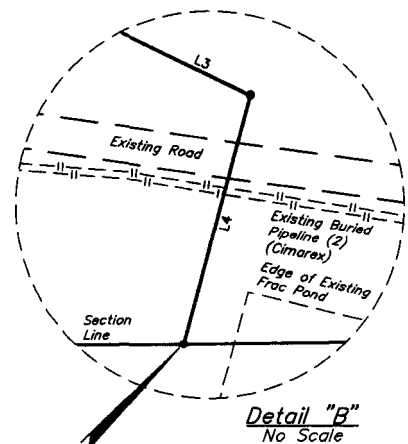 L3
Existing Road
L4
Existing Buried
Pipeline (2)
(Cimarex)
Edge of Existing
Frac Pond
Section
Line
Detail "B"
No Scale